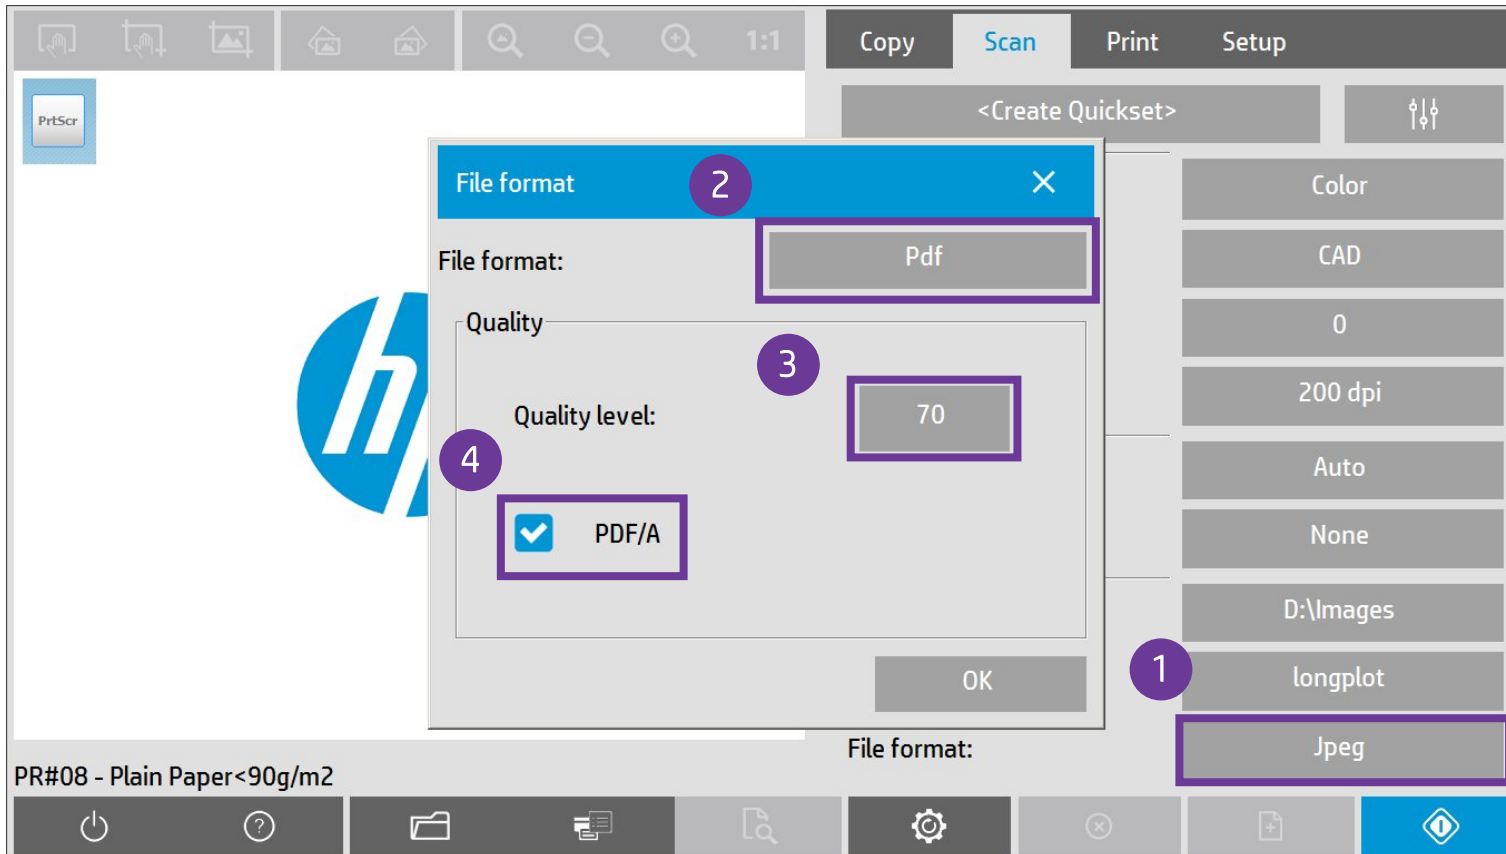 1:1
Copy
Scan
Print
Setup
PrtScr
<Create Quickset>
File format
2
Color
File format:
Pdf
CAD
Quality
0
3
Quality level:
70
200 dpi
4
Auto
PDF/A
None
D:\Images
OK
1
longplot
File format:
Jpeg
PR#08 - Plain Paper<90g/m2